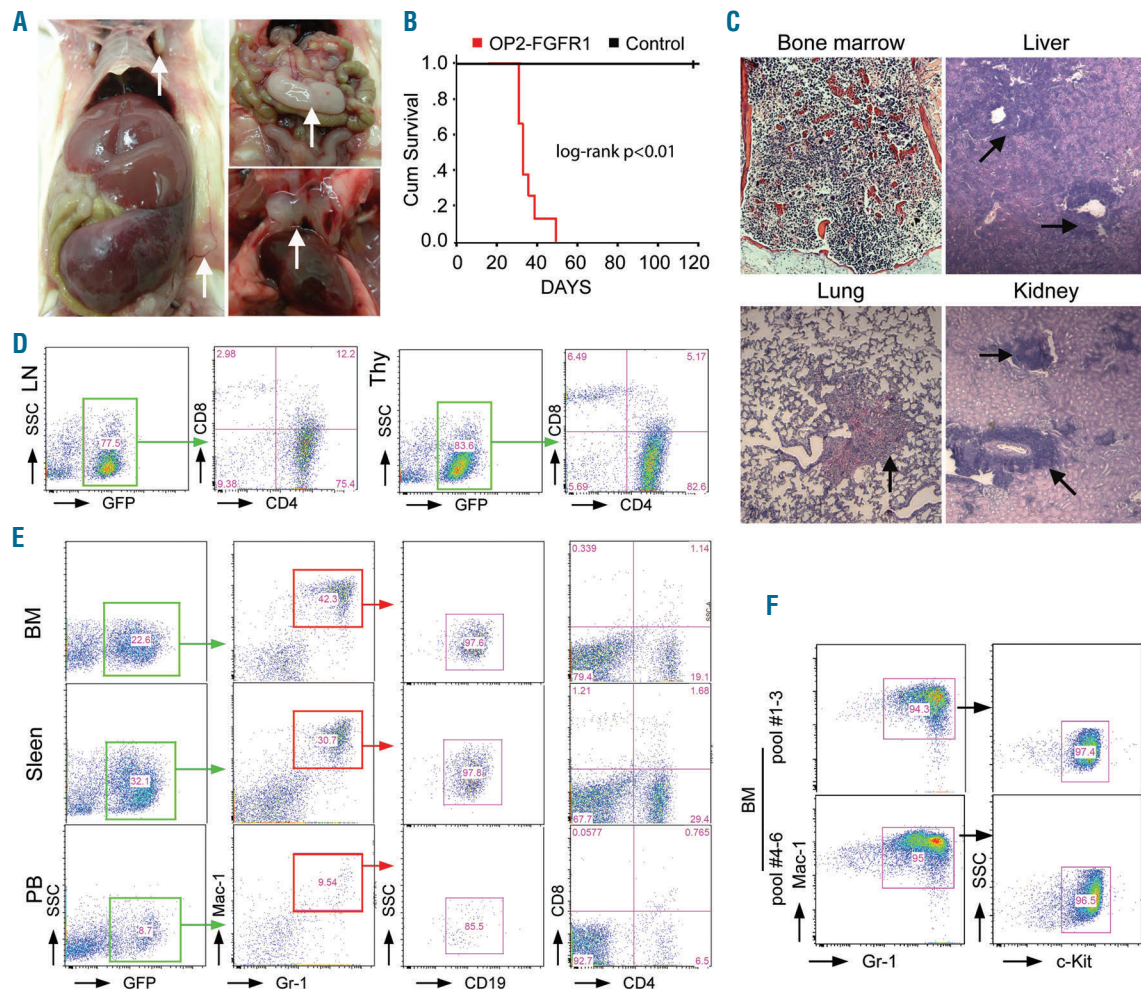 A
B
OP2-FGFR1 Control
Cum Survival
1.0
.8
.6
.4
.2
0.0
log-rank p<0.01
0 20 40 60 80 100 120
DAYS
C
Bone marrow Liver
Lung Kidney
D
LN
SSC
77.5
GFP
CD8
2.98 12.2
9.38 75.4
CD4
Thy
SSC
83.6
GFP
CD8
6.49 5.17
5.69 82.6
CD4
E
BM
22.6
42.3
97.6
0.339 1.14
79.4 19.1
SSC-A
Sleen
32.1
30.7
97.8
1.21 1.68
67.7 29.4
PB
SSC
8.7
GFP
Mac-1
9.54
Gr-1
SSC
85.5
CD19
CD8
0.0577 0.765
92.7 6.5
CD4
F
BM
pool #1-3
94.3
97.4
pool #4-6
Mac-1
95
Gr-1
SSC
96.5
c-Kit